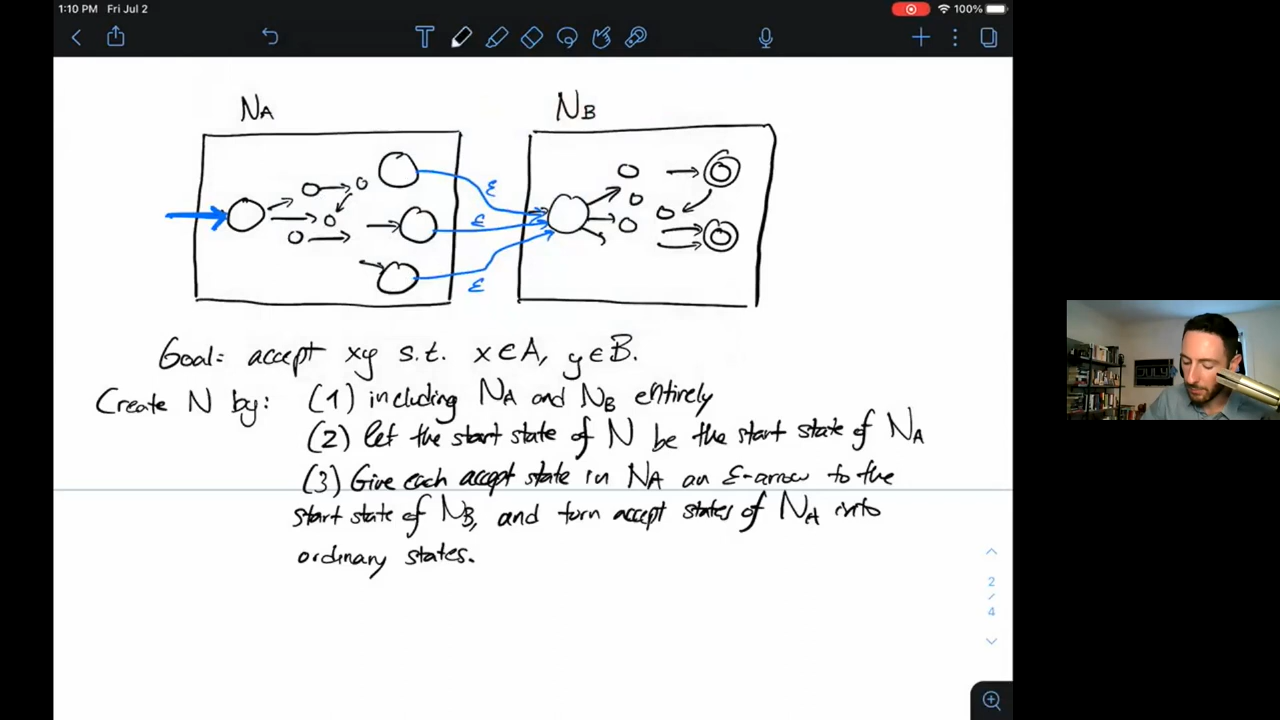 1:10 PM Fri Jul 2
100%
T
NA
NB
ε
ε
ε
Goal: accept xy s.t. x∈A, y∈B.
Create N by: (1) including NA and NB entirely
(2) let the start state of N be the start state of NA
(3) Give each accept state in NA an ε-arrow to the
start state of NB, and turn accept states of NA into
ordinary states.
2
/
4
JULY